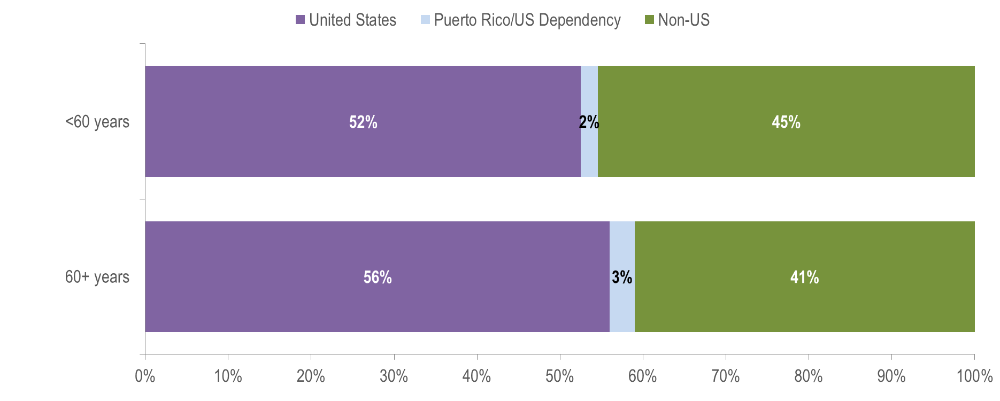 United States Puerto Rico/US Dependency Non-US
<60 years 52% 2% 45%
60+ years 56% 3% 41%
0% 10% 20% 30% 40% 50% 60% 70% 80% 90% 100%